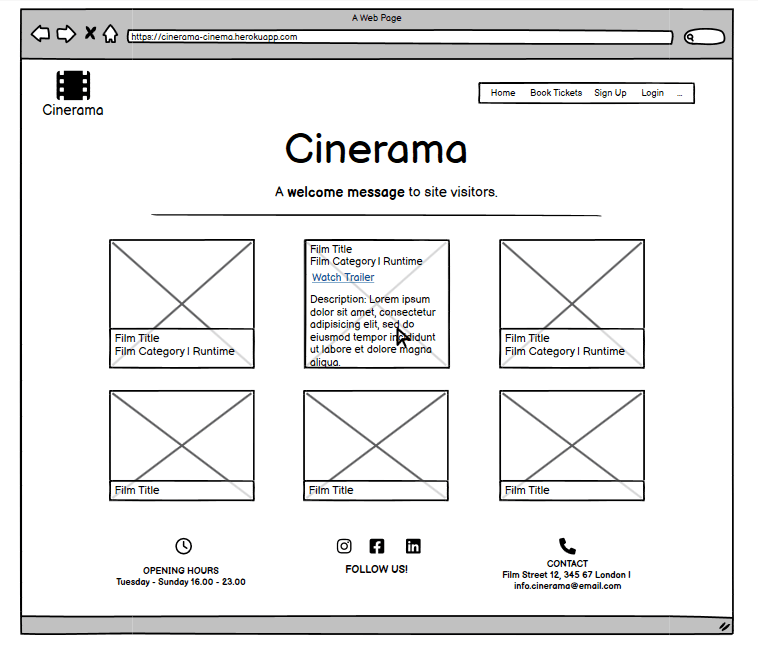 A Web Page
https://cinerama-cinema.herokuapp.com
Cinerama
Home Book Tickets Sign Up Login ...
Cinerama
A welcome message to site visitors.
Film Title
Film Category | Runtime
Film Title
Film Category | Runtime
Watch Trailer
Description: Lorem ipsum
dolor sit amet, consectetur
adipisicing elit, sed do
eiusmod tempor incididunt
ut labore et dolore magna
aliqua.
Film Title
Film Category | Runtime
Film Title
Film Title
Film Title
OPENING HOURS
Tuesday - Sunday 16.00 - 23.00
FOLLOW US!
CONTACT
Film Street 12, 345 67 London |
info.cinerama@email.com